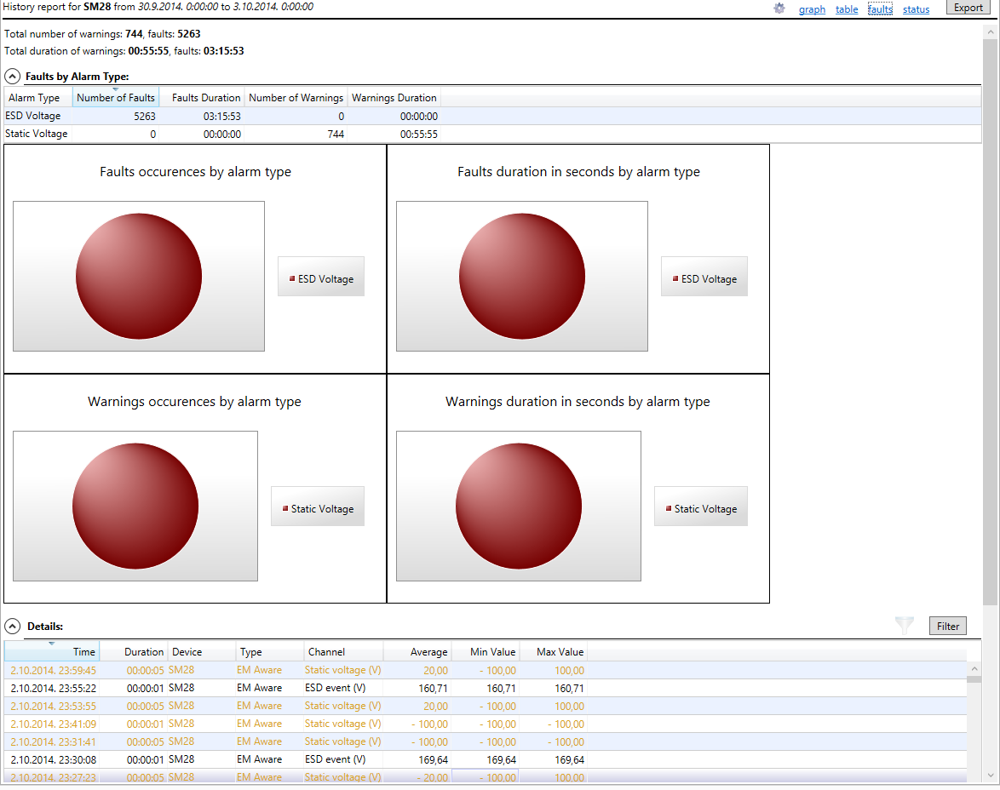 History report for SM28 from 30.9.2014. 0:00:00 to 3.10.2014. 0:00:00 graph table faults status Export
Total number of warnings: 744, faults: 5263
Total duration of warnings: 00:55:55, faults: 03:15:53
Faults by Alarm Type:
Alarm Type Number of Faults Faults Duration Number of Warnings Warnings Duration
ESD Voltage 5263 03:15:53 0 00:00:00
Static Voltage 0 00:00:00 744 00:55:55
Faults occurences by alarm type
ESD Voltage
Faults duration in seconds by alarm type
ESD Voltage
Warnings occurences by alarm type
Static Voltage
Warnings duration in seconds by alarm type
Static Voltage
Details: Filter
Time Duration Device Type Channel Average Min Value Max Value
2.10.2014. 23:59:45 00:00:05 SM28 EM Aware Static voltage (V) 20,00 - 100,00 100,00
2.10.2014. 23:55:22 00:00:01 SM28 EM Aware ESD event (V) 160,71 160,71 160,71
2.10.2014. 23:53:55 00:00:05 SM28 EM Aware Static voltage (V) 20,00 - 100,00 100,00
2.10.2014. 23:41:09 00:00:01 SM28 EM Aware Static voltage (V) - 100,00 - 100,00 - 100,00
2.10.2014. 23:31:41 00:00:05 SM28 EM Aware Static voltage (V) - 100,00 - 100,00 - 100,00
2.10.2014. 23:30:08 00:00:01 SM28 EM Aware ESD event (V) 169,64 169,64 169,64
2.10.2014. 23:27:23 00:00:05 SM28 EM Aware Static voltage (V) - 20,00 - 100,00 100,00